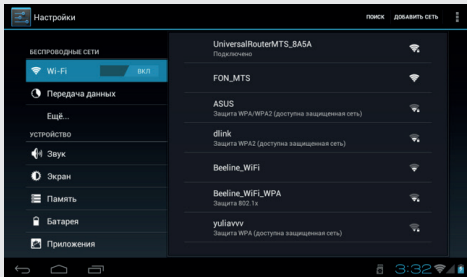 Настройки
ПОИСК ДОБАВИТЬ СЕТЬ
БЕСПРОВОДНЫЕ СЕТИ
Wi-Fi ВКЛ
Передача данных
Ещё...
УСТРОЙСТВО
Звук
Экран
Память
Батарея
Приложения
UniversalRouterMTS_8A5A
Подключено
FON_MTS
ASUS
Защита WPA/WPA2 (доступна защищенная сеть)
dlink
Защита WPA2 (доступна защищенная сеть)
Beeline_WiFi
Beeline_WiFi_WPA
Защита 802.1x
yuliavvv
Защита WPA (доступна защищенная сеть)
3:32